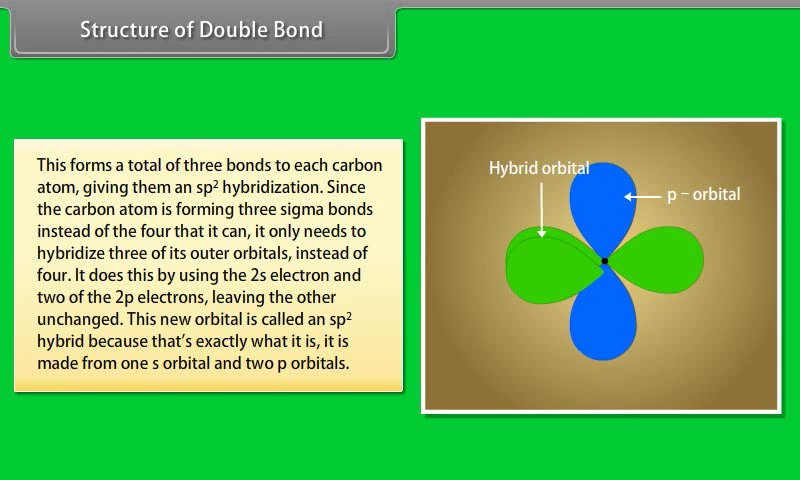 Structure of Double Bond
This forms a total of three bonds to each carbon
atom, giving them an sp² hybridization. Since
the carbon atom is forming three sigma bonds
instead of the four that it can, it only needs to
hybridize three of its outer orbitals, instead of
four. It does this by using the 2s electron and
two of the 2p electrons, leaving the other
unchanged. This new orbital is called an sp²
hybrid because that's exactly what it is, it is
made from one s orbital and two p orbitals.
Hybrid orbital
p – orbital